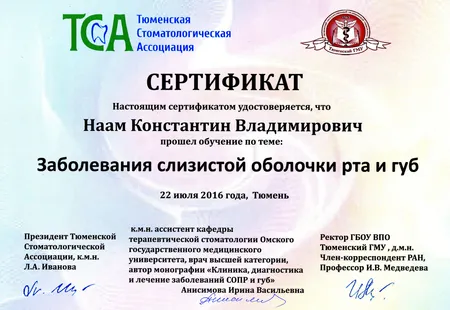 ТСА Тюменская
Стоматологическая
Ассоциация
Тюменский ГМУ
СЕРТИФИКАТ
Настоящим сертификатом удостоверяется, что
Наам Константин Владимирович
прошел обучение по теме:
Заболевания слизистой оболочки рта и губ
22 июля 2016 года, Тюмень
Президент Тюменской
Стоматологической
Ассоциации, к.м.н.
Л.А. Иванова
к.м.н. ассистент кафедры
терапевтической стоматологии Омского
государственного медицинского
университета, врач высшей категории,
автор монографии «Клиника, диагностика
и лечение заболеваний СОПР и губ»
Анисимова Ирина Васильевна
Ректор ГБОУ ВПО
Тюменский ГМУ , д.м.н.
Член-корреспондент РАН,
Профессор И.В. Медведева